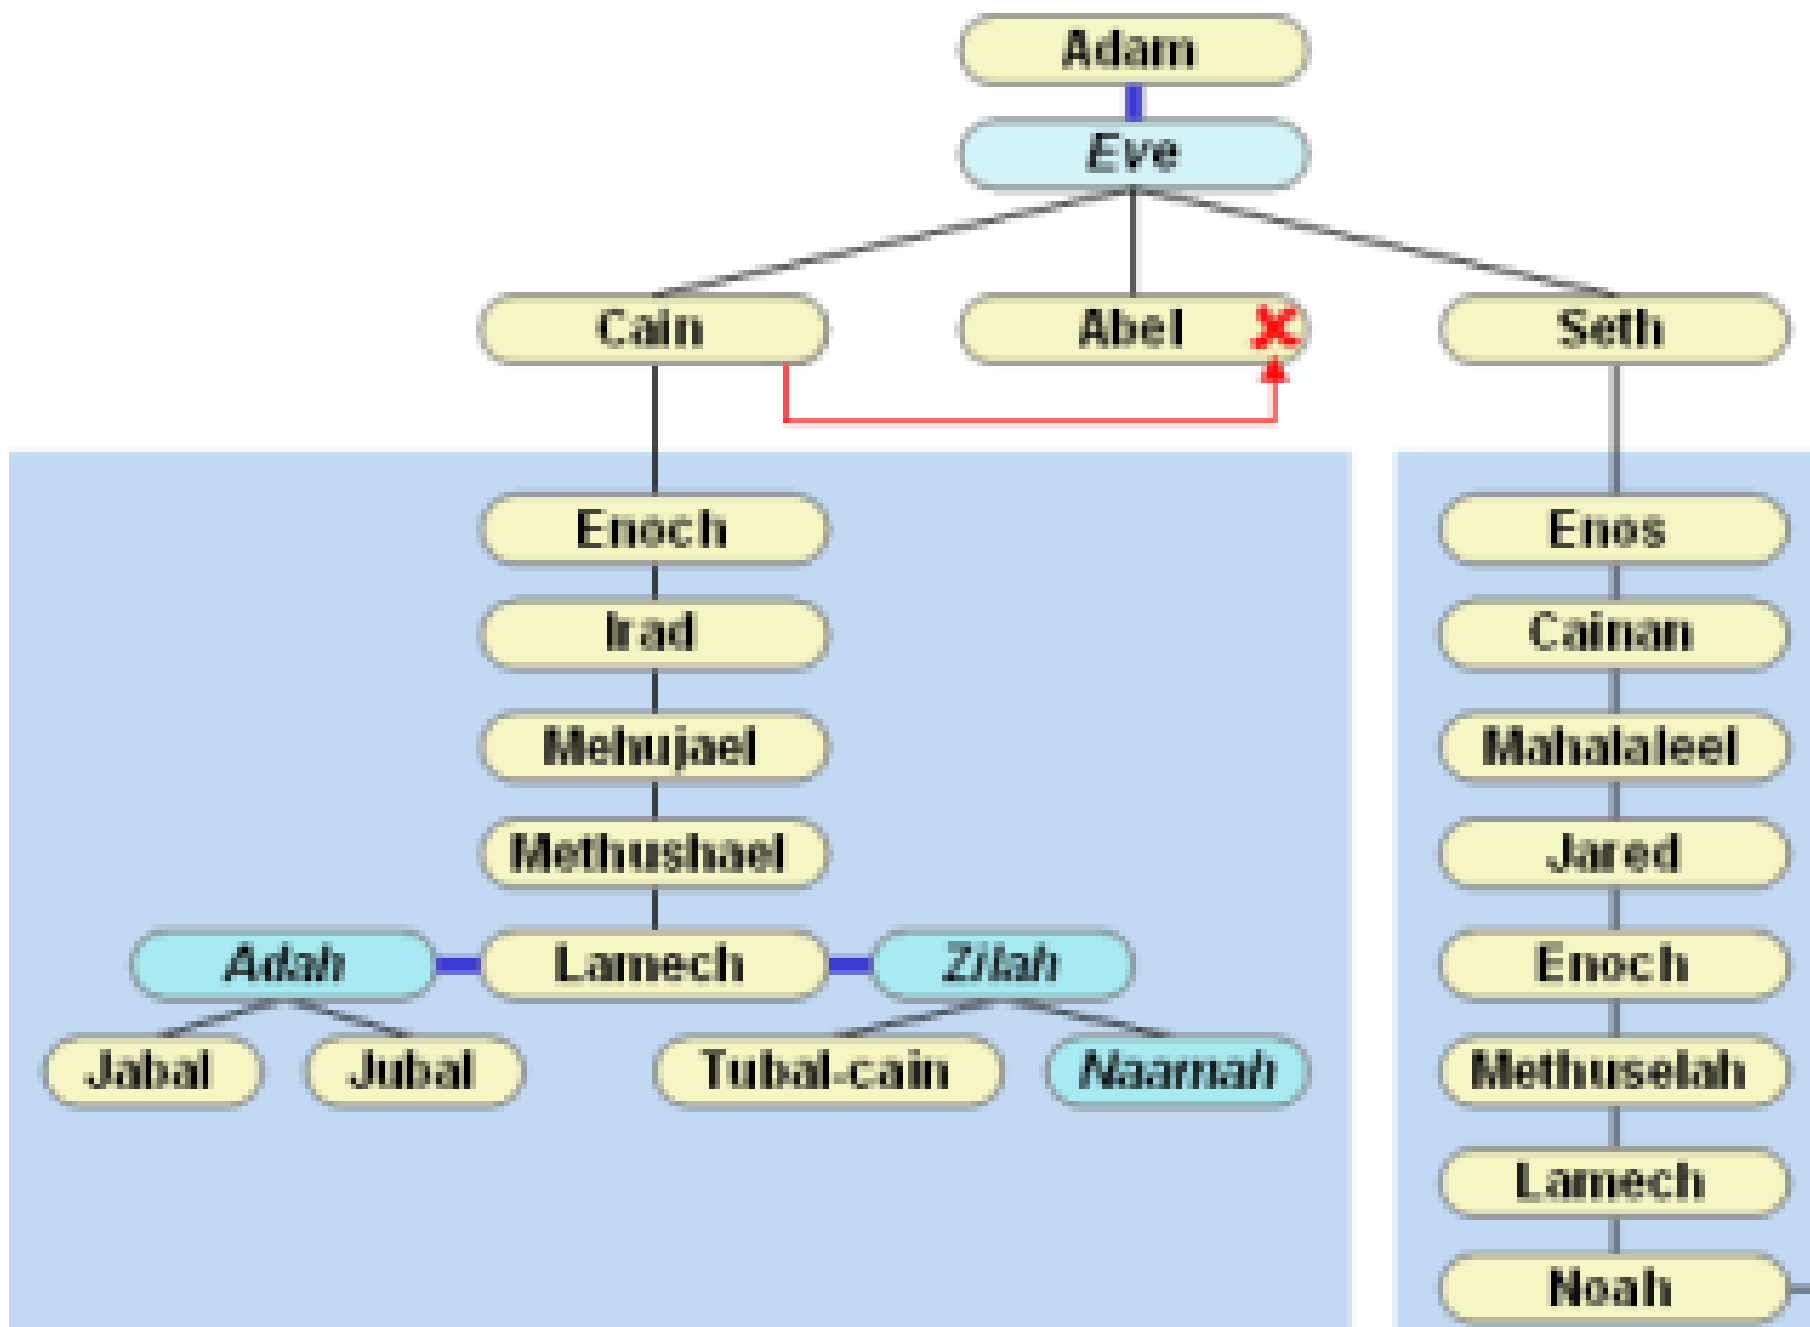 Adam
Eve
Cain
Abel
Seth
Enoch
Enos
Irad
Cainan
Mehujael
Mahalaleel
Methushael
Jared
Adah
Lamech
Zillah
Enoch
Jabal
Jubal
Tubal-cain
Naamah
Methuselah
Lamech
Noah